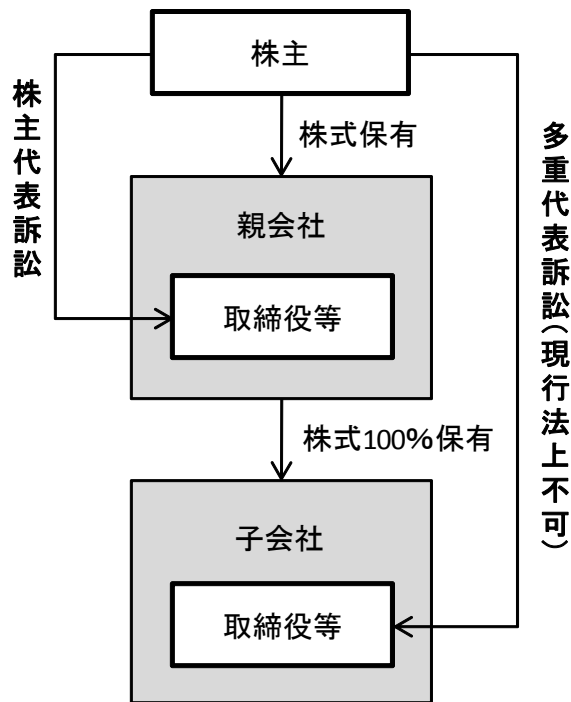 株主
株主代表訴訟
株式保有
多重代表訴訟(現行法上不可)
親会社
取締役等
株式100%保有
子会社
取締役等